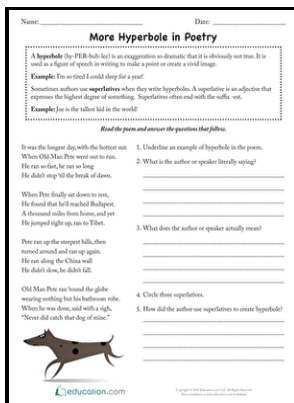 Name: Date:
More Hyperbole in Poetry
A hyperbole (hy-PER-buh-lee) is an exaggeration so dramatic that it is obviously not true. It is
used as a figure of speech in writing to make a point or create a vivid image.
Example: I'm so tired I could sleep for a year!
Sometimes authors use superlatives when they write hyperboles. A superlative is an adjective that
expresses the highest degree of something. Superlatives often end with the suffix -est.
Example: Joe is the tallest kid in the world!
Read the poem and answer the questions that follow.
It was the longest day, with the hottest sun
When Old Man Pete went out to run.
He ran so fast, he ran so long
He didn't stop 'til the break of dawn.
When Pete finally sat down to rest,
He found that he'd reached Budapest.
A thousand miles from home, and yet
He jumped right up, ran to Tibet.
Pete ran up the steepest hills, then
turned around and ran up again.
He ran along the China wall
He didn't slow, he didn't fall.
Old Man Pete ran 'round the globe
wearing nothing but his bathroom robe.
When he was done, said with a sigh,
"Never did catch that dog of mine."
1. Underline an example of hyperbole in the poem.
2. What is the author or speaker literally saying?
3. What does the author or speaker actually mean?
4. Circle three superlatives.
5. How did the author use superlatives to create hyperbole?
education.com